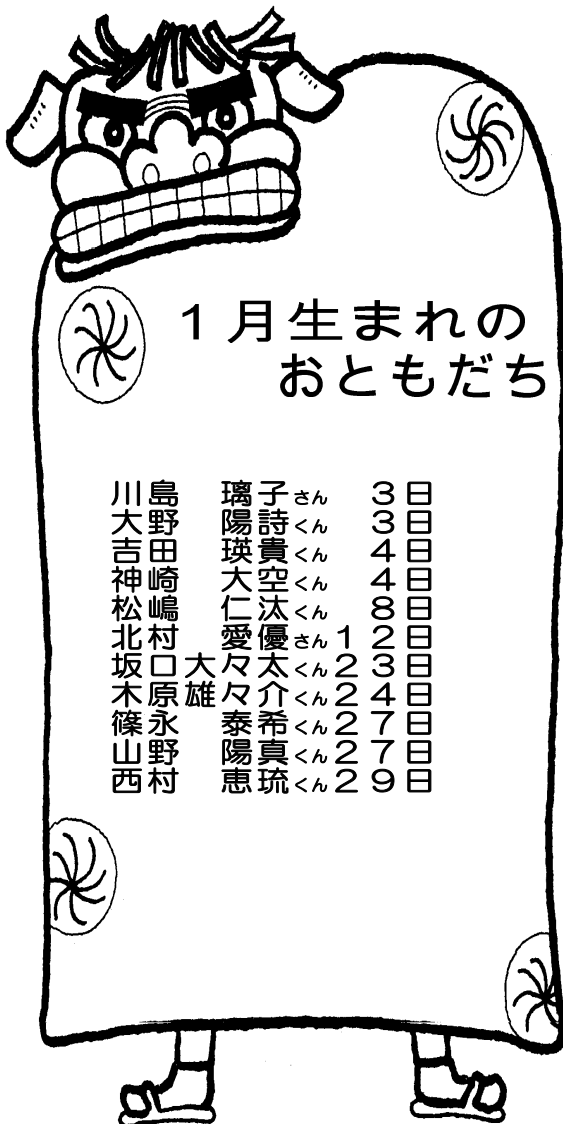 １月生まれの
おともだち
川島　璃子さん　３日
大野　陽詩くん　３日
吉田　瑛貴くん　４日
神崎　大空くん　４日
松嶋　仁汰くん　８日
北村　愛優さん１２日
坂口大々太くん２３日
木原雄々介くん２４日
篠永　泰希くん２７日
山野　陽真くん２７日
西村　恵琉くん２９日